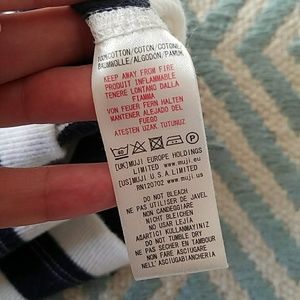 100%COTTON/COTON/COTONE
BAUMWOLLE/ALGODON/PAMUK
KEEP AWAY FROM FIRE
PRODUIT INFLAMMABLE
TENERE LONTANO DALLA
FIAMMA
VON FEUER FERN HALTEN
MANTENER ALEJADO DEL
FUEGO
ATEŞTEN UZAK TUTUNUZ
[UK]MUJI EUROPE HOLDINGS
LIMITED www.muji.eu
[US]MUJI U.S.A LIMITED
RN120702 www.muji.us
DO NOT BLEACH
NE PAS UTILISER DE JAVEL
NON CANDEGGIARE
NICHT BLEICHEN
NO USAR LEJIA
AĞARTICI KULLANMAYINIZ
DO NOT TUMBLE DRY
NE PAS SÉCHER EN TAMBOUR
NON FARE ASCIUGARE
NELL' ASCIUGABIANCHERIA